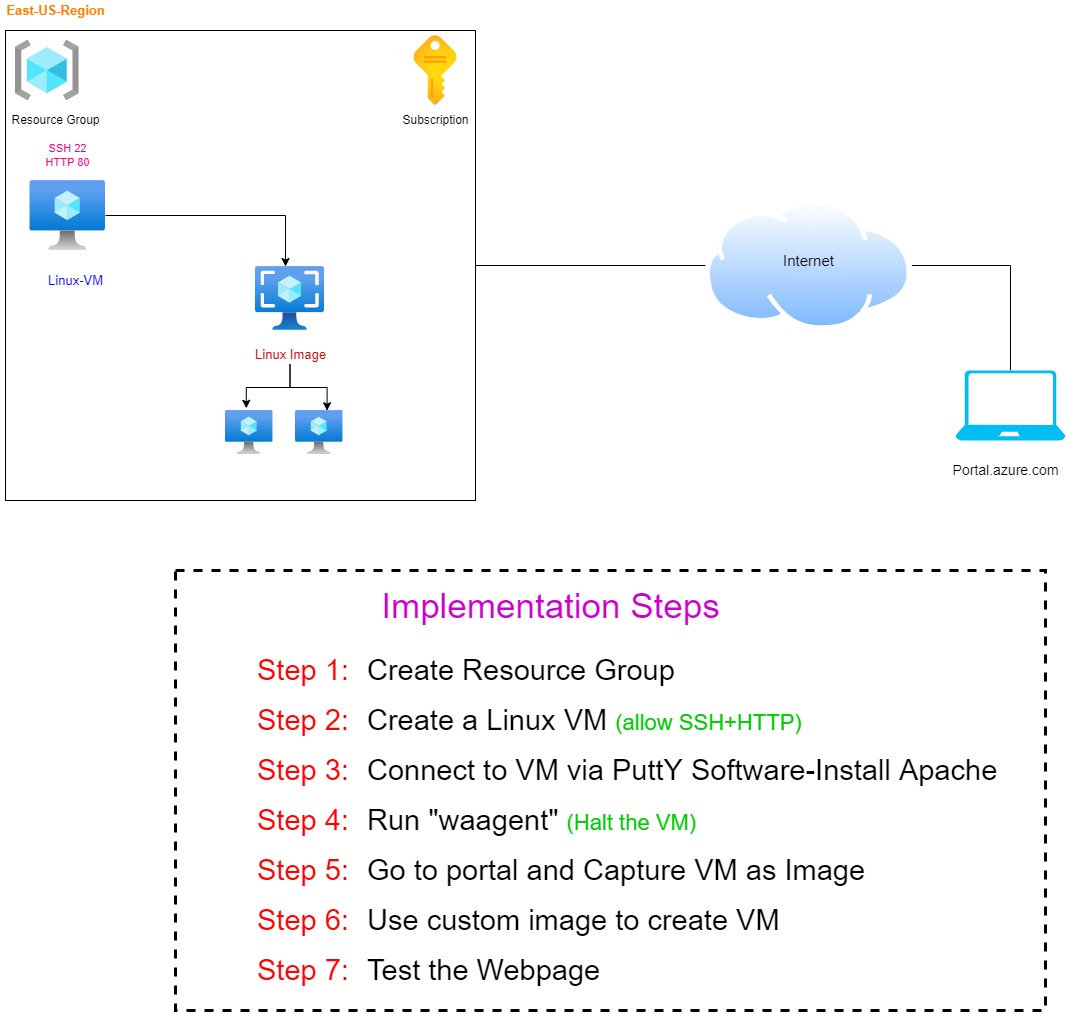 East-US-Region
Resource Group
Subscription
SSH 22
HTTP 80
Linux-VM
Internet
Linux Image
Portal.azure.com
Implementation Steps
Step 1: Create Resource Group
Step 2: Create a Linux VM (allow SSH+HTTP)
Step 3: Connect to VM via PuttY Software-Install Apache
Step 4: Run "waagent" (Halt the VM)
Step 5: Go to portal and Capture VM as Image
Step 6: Use custom image to create VM
Step 7: Test the Webpage